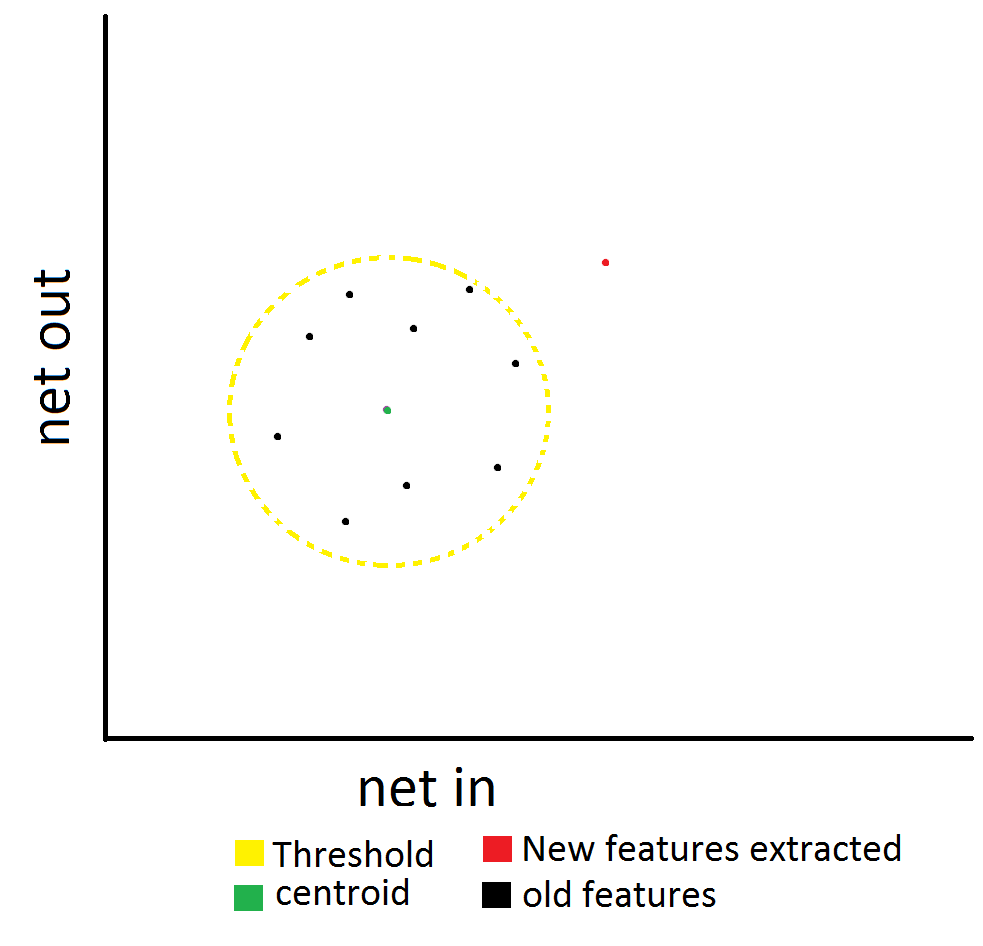 net out
net in
Threshold
New features extracted
centroid
old features